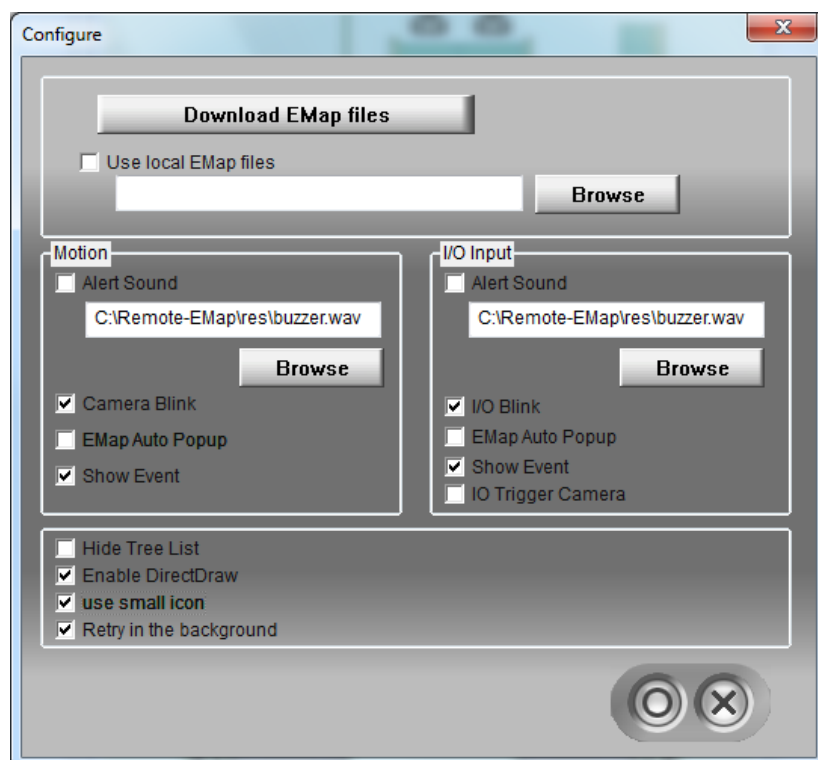 Configure
Download EMap files
Use local EMap files
Browse
Motion
Alert Sound
C:\Remote-EMap\res\buzzer.wav
Browse
Camera Blink
EMap Auto Popup
Show Event
I/O Input
Alert Sound
C:\Remote-EMap\res\buzzer.wav
Browse
I/O Blink
EMap Auto Popup
Show Event
IO Trigger Camera
Hide Tree List
Enable DirectDraw
use small icon
Retry in the background